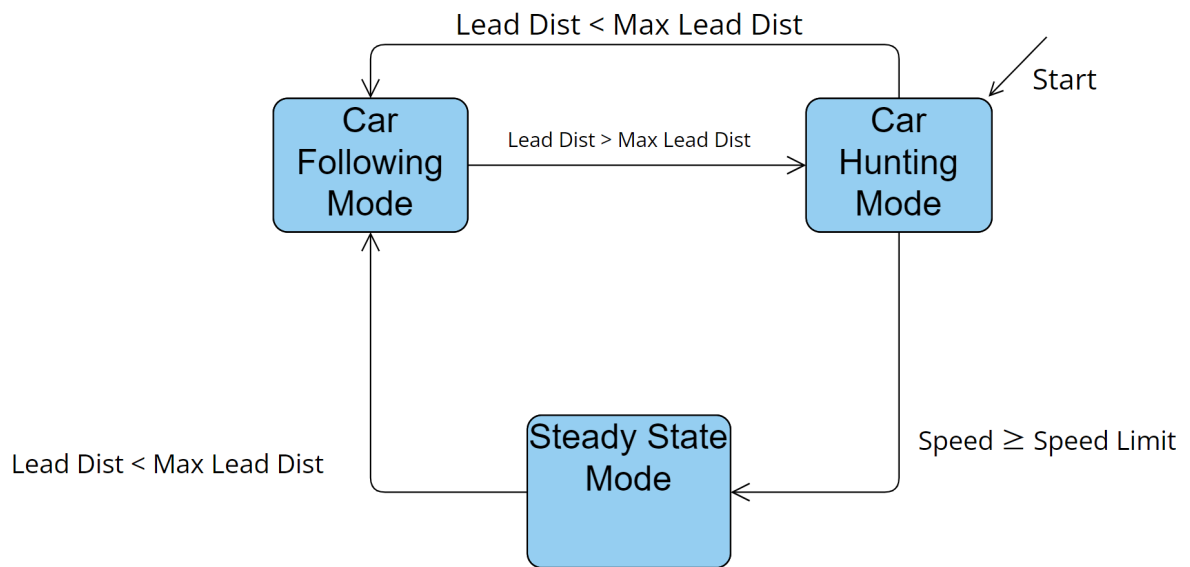 Lead Dist < Max Lead Dist
Start
Car
Following
Mode
Lead Dist > Max Lead Dist
Car
Hunting
Mode
Steady State
Mode
Speed ≥ Speed Limit
Lead Dist < Max Lead Dist